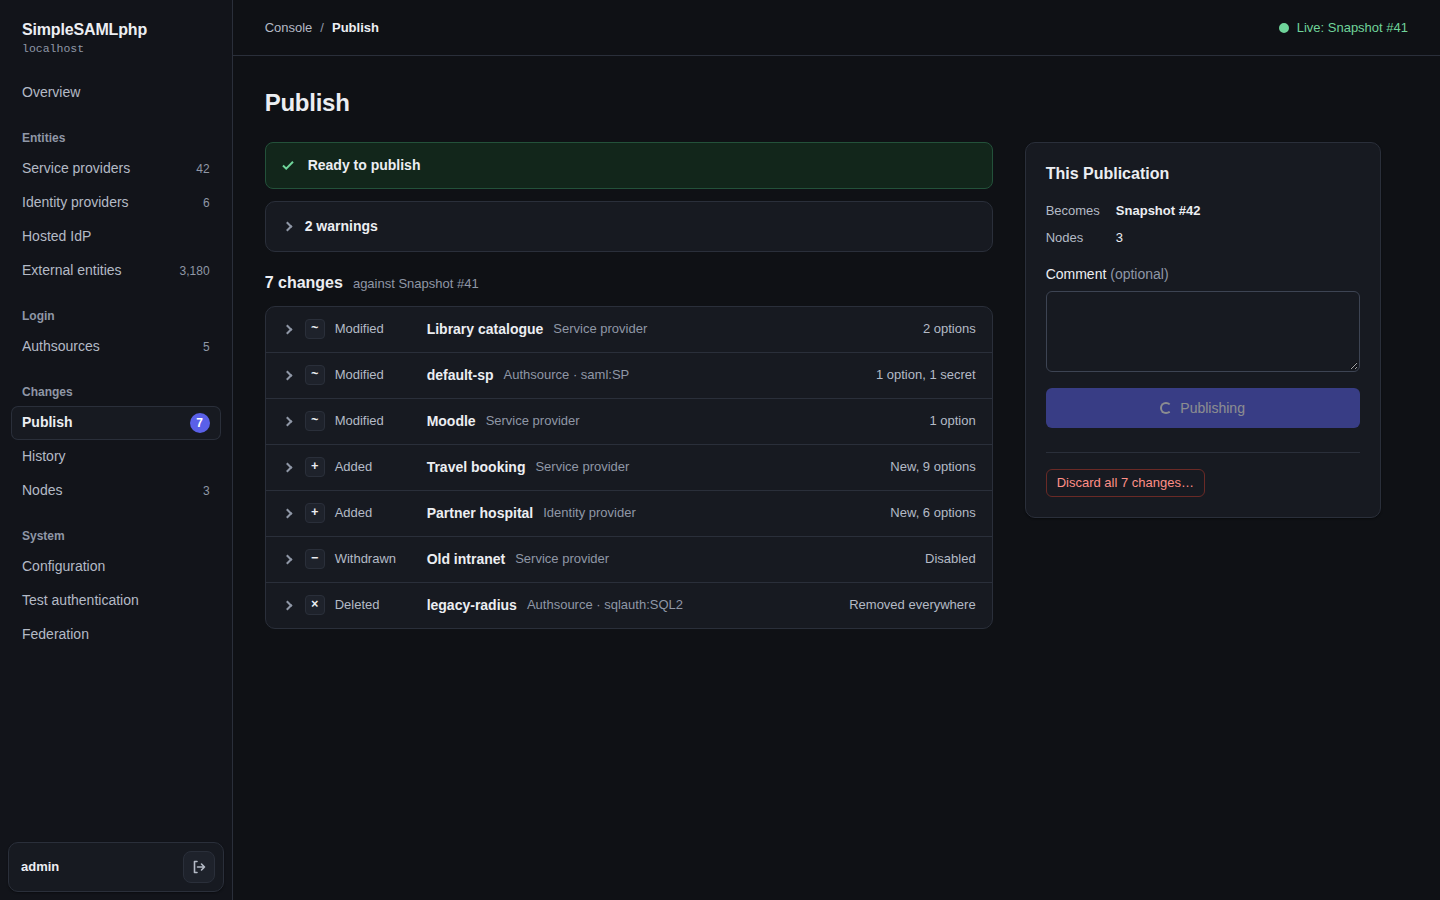 SimpleSAMLphp
localhost
Overview
Entities
Service providers 42
Identity providers 6
Hosted IdP
External entities 3,180
Login
Authsources 5
Changes
Publish 7
History
Nodes 3
System
Configuration
Test authentication
Federation
admin
Console / Publish
Live: Snapshot #41
Publish
Ready to publish
2 warnings
7 changes against Snapshot #41
~ Modified Library catalogue Service provider 2 options
~ Modified default-sp Authsource · saml:SP 1 option, 1 secret
~ Modified Moodle Service provider 1 option
+ Added Travel booking Service provider New, 9 options
+ Added Partner hospital Identity provider New, 6 options
− Withdrawn Old intranet Service provider Disabled
× Deleted legacy-radius Authsource · sqlauth:SQL2 Removed everywhere
This Publication
Becomes Snapshot #42
Nodes 3
Comment (optional)
Publishing
Discard all 7 changes…